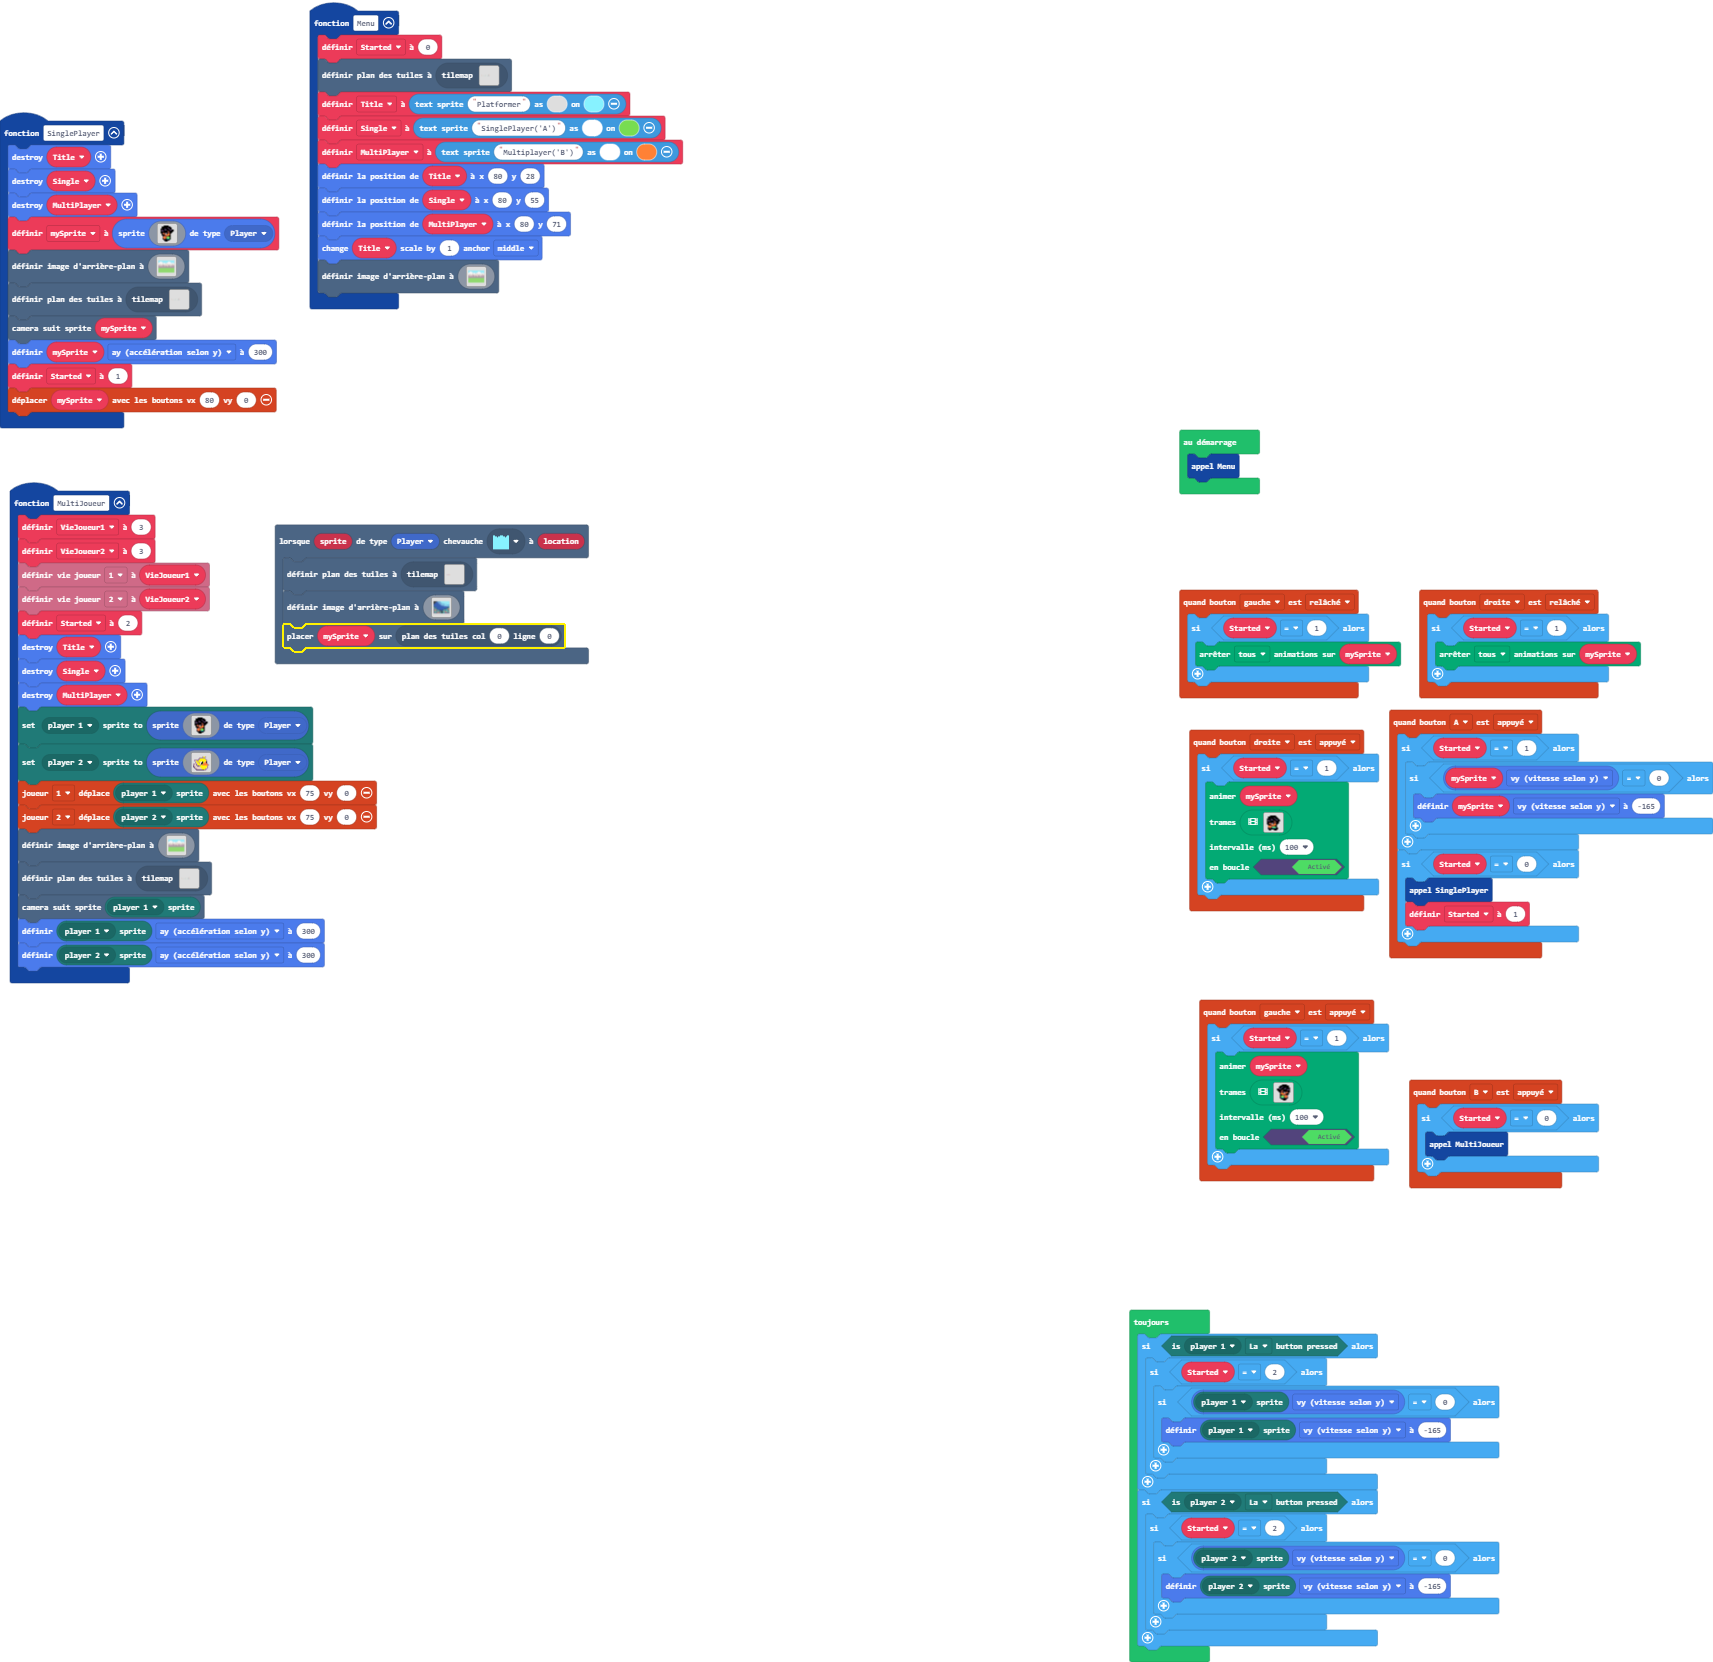 fonction Menu
définir Started à 0
définir plan des tuiles à tilemap
définir Title à text sprite "Platformer" as on
définir Single à text sprite "SinglePlayer('A')" as on
définir MultiPlayer à text sprite "Multiplayer('B')" as on
définir la position de Title à x 80 y 28
définir la position de Single à x 80 y 55
définir la position de MultiPlayer à x 80 y 71
change Title scale by 1 anchor middle
définir image d'arrière-plan à
fonction SinglePlayer
destroy Title
destroy Single
destroy MultiPlayer
définir mySprite à sprite de type Player
définir image d'arrière-plan à
définir plan des tuiles à tilemap
camera suit sprite mySprite
définir mySprite ay (accélération selon y) à 300
définir Started à 1
déplacer mySprite avec les boutons vx 80 vy 0
fonction MultiJoueur
définir VieJoueur1 à 3
définir VieJoueur2 à 3
définir vie joueur 1 à VieJoueur1
définir vie joueur 2 à VieJoueur2
définir Started à 2
destroy Title
destroy Single
destroy MultiPlayer
set player 1 sprite to sprite de type Player
set player 2 sprite to sprite de type Player
joueur 1 déplace player 1 sprite avec les boutons vx 75 vy 0
joueur 2 déplace player 2 sprite avec les boutons vx 75 vy 0
définir image d'arrière-plan à
définir plan des tuiles à tilemap
camera suit sprite player 1 sprite
définir player 1 sprite ay (accélération selon y) à 300
définir player 2 sprite ay (accélération selon y) à 300
lorsque sprite de type Player chevauche à location
définir plan des tuiles à tilemap
définir image d'arrière-plan à
placer mySprite sur plan des tuiles col 0 ligne 0
au démarrage
appel Menu
quand bouton gauche est relâché
si Started = 1 alors
arrêter tous animations sur mySprite
quand bouton droite est relâché
si Started = 1 alors
arrêter tous animations sur mySprite
quand bouton droite est appuyé
si Started = 1 alors
animer mySprite
trames
intervalle (ms) 100
en boucle Activé
quand bouton A est appuyé
si Started = 1 alors
si mySprite vy (vitesse selon y) = 0 alors
définir mySprite vy (vitesse selon y) à -165
si Started = 0 alors
appel SinglePlayer
définir Started à 1
quand bouton gauche est appuyé
si Started = 1 alors
animer mySprite
trames
intervalle (ms) 100
en boucle Activé
quand bouton B est appuyé
si Started = 0 alors
appel MultiJoueur
toujours
si is player 1 La button pressed alors
si Started = 2 alors
si player 1 sprite vy (vitesse selon y) = 0 alors
définir player 1 sprite vy (vitesse selon y) à -165
si is player 2 La button pressed alors
si Started = 2 alors
si player 2 sprite vy (vitesse selon y) = 0 alors
définir player 2 sprite vy (vitesse selon y) à -165